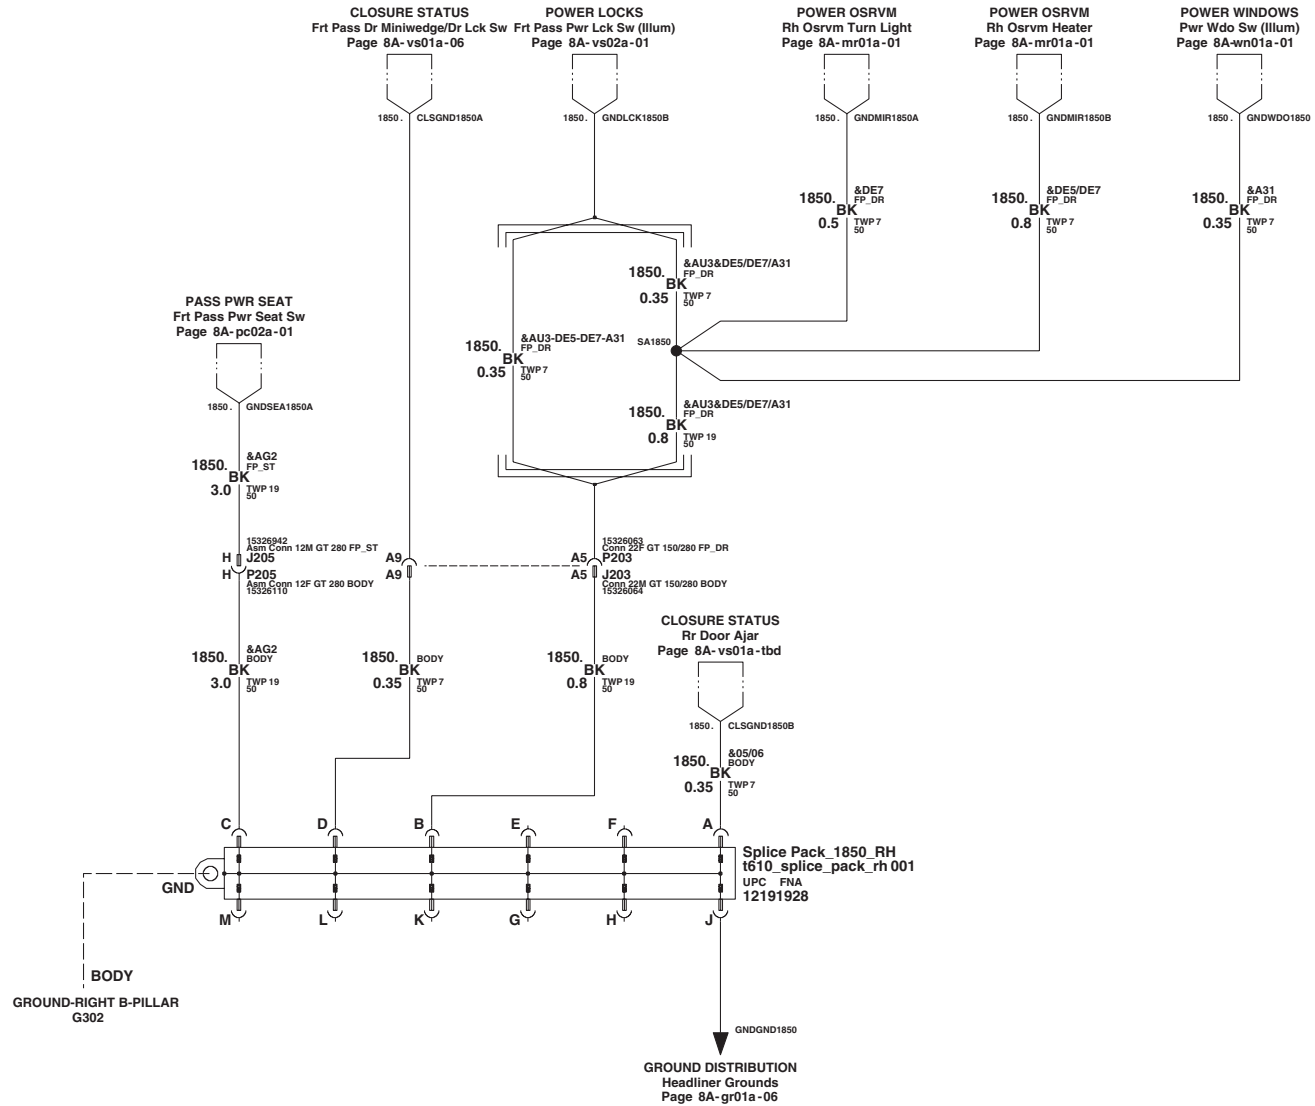 CLOSURE STATUS
Frt Pass Dr Miniwedge/Dr Lck Sw
Page 8A-vs01a-06
POWER LOCKS
Frt Pass Pwr Lck Sw (Illum)
Page 8A-vs02a-01
POWER OSRVM
Rh Osrvm Turn Light
Page 8A-mr01a-01
POWER OSRVM
Rh Osrvm Heater
Page 8A-mr01a-01
POWER WINDOWS
Pwr Wdo Sw (Illum)
Page 8A-wn01a-01
1850. CLSGND1850A
1850. GNDLCK1850B
1850. GNDMIR1850A
1850. GNDMIR1850B
1850. GNDWDO1850
&DE7
1850. FP_DR
BK
0.5 TWP 7
50
&DE5/DE7
1850. FP_DR
BK
0.8 TWP 7
50
&A31
1850. FP_DR
BK
0.35 TWP 7
50
&AU3&DE5/DE7/A31
1850. FP_DR
BK
0.35 TWP 7
50
PASS PWR SEAT
Frt Pass Pwr Seat Sw
Page 8A-pc02a-01
&AU3-DE5-DE7-A31
1850. FP_DR
BK
0.35 TWP 7
50
SA1850
1850. GNDSEA1850A
&AU3&DE5/DE7/A31
1850. FP_DR
BK
0.8 TWP 19
50
&AG2
1850. FP_ST
BK
3.0 TWP 19
50
15326942
Asm Conn 12M GT 280 FP_ST
H J205
H P205
Asm Conn 12F GT 280 BODY
15326110
A9
A9
15326063
Conn 22F GT 150/280 FP_DR
A5 P203
A5 J203
Conn 22M GT 150/280 BODY
15326064
CLOSURE STATUS
Rr Door Ajar
Page 8A-vs01a-tbd
&AG2
1850. BODY
BK
3.0 TWP 19
50
1850. BODY
BK
0.35 TWP 7
50
1850. BODY
BK
0.8 TWP 19
50
1850. CLSGND1850B
&05/06
1850. BODY
BK
0.35 TWP 7
50
C D B E F A
Splice Pack_1850_RH
t610_splice_pack_rh 001
UPC FNA
12191928
GND
M L K G H J
BODY
GROUND-RIGHT B-PILLAR
G302
GNDGND1850
GROUND DISTRIBUTION
Headliner Grounds
Page 8A-gr01a-06